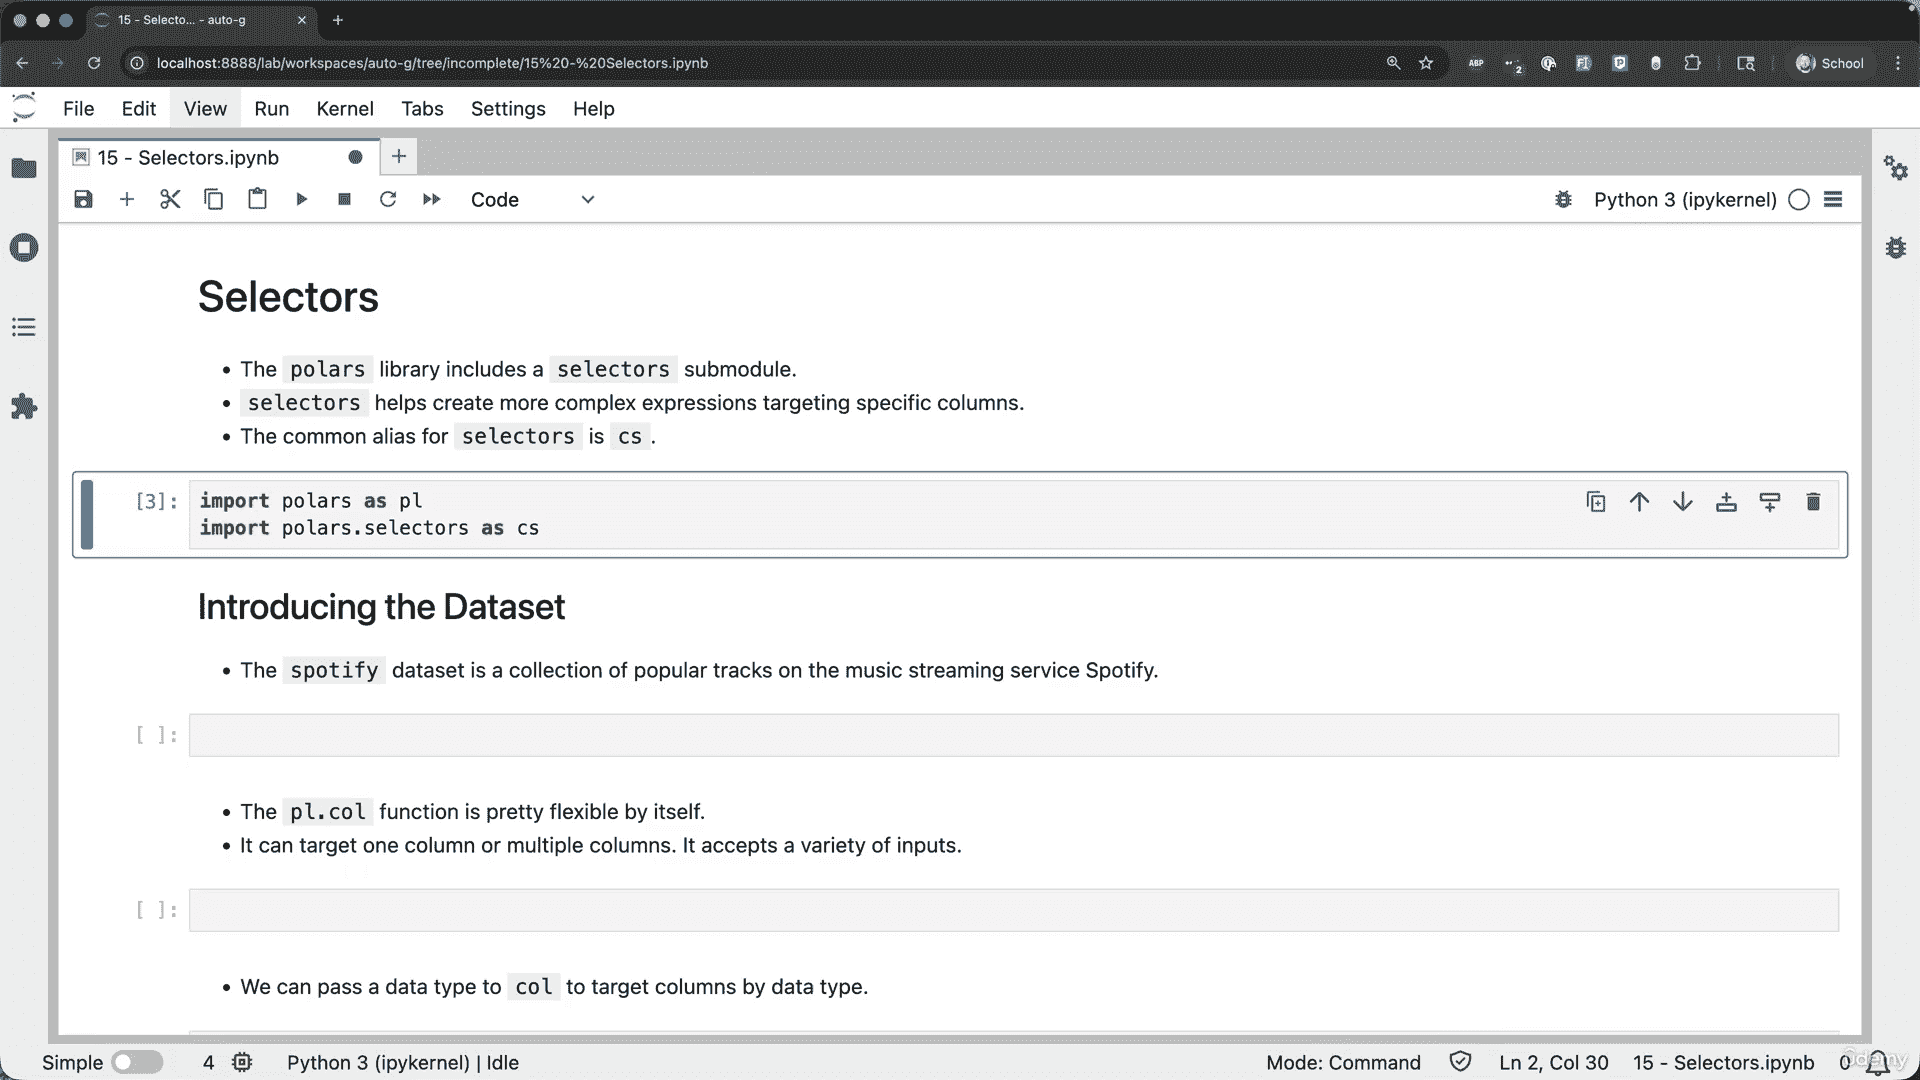 15 - Selecto... - auto-g
localhost:8888/lab/workspaces/auto-g/tree/incomplete/15%20-%20Selectors.ipynb
ABP
2
School
File Edit View Run Kernel Tabs Settings Help
15 - Selectors.ipynb
Code
Python 3 (ipykernel)
Selectors
• The polars library includes a selectors submodule.
• selectors helps create more complex expressions targeting specific columns.
• The common alias for selectors is cs .
[3]: import polars as pl
import polars.selectors as cs
Introducing the Dataset
• The spotify dataset is a collection of popular tracks on the music streaming service Spotify.
[ ]:
• The pl.col function is pretty flexible by itself.
• It can target one column or multiple columns. It accepts a variety of inputs.
[ ]:
• We can pass a data type to col to target columns by data type.
Simple 4 Python 3 (ipykernel) | Idle Mode: Command Ln 2, Col 30 15 - Selectors.ipynb 0
Udemy